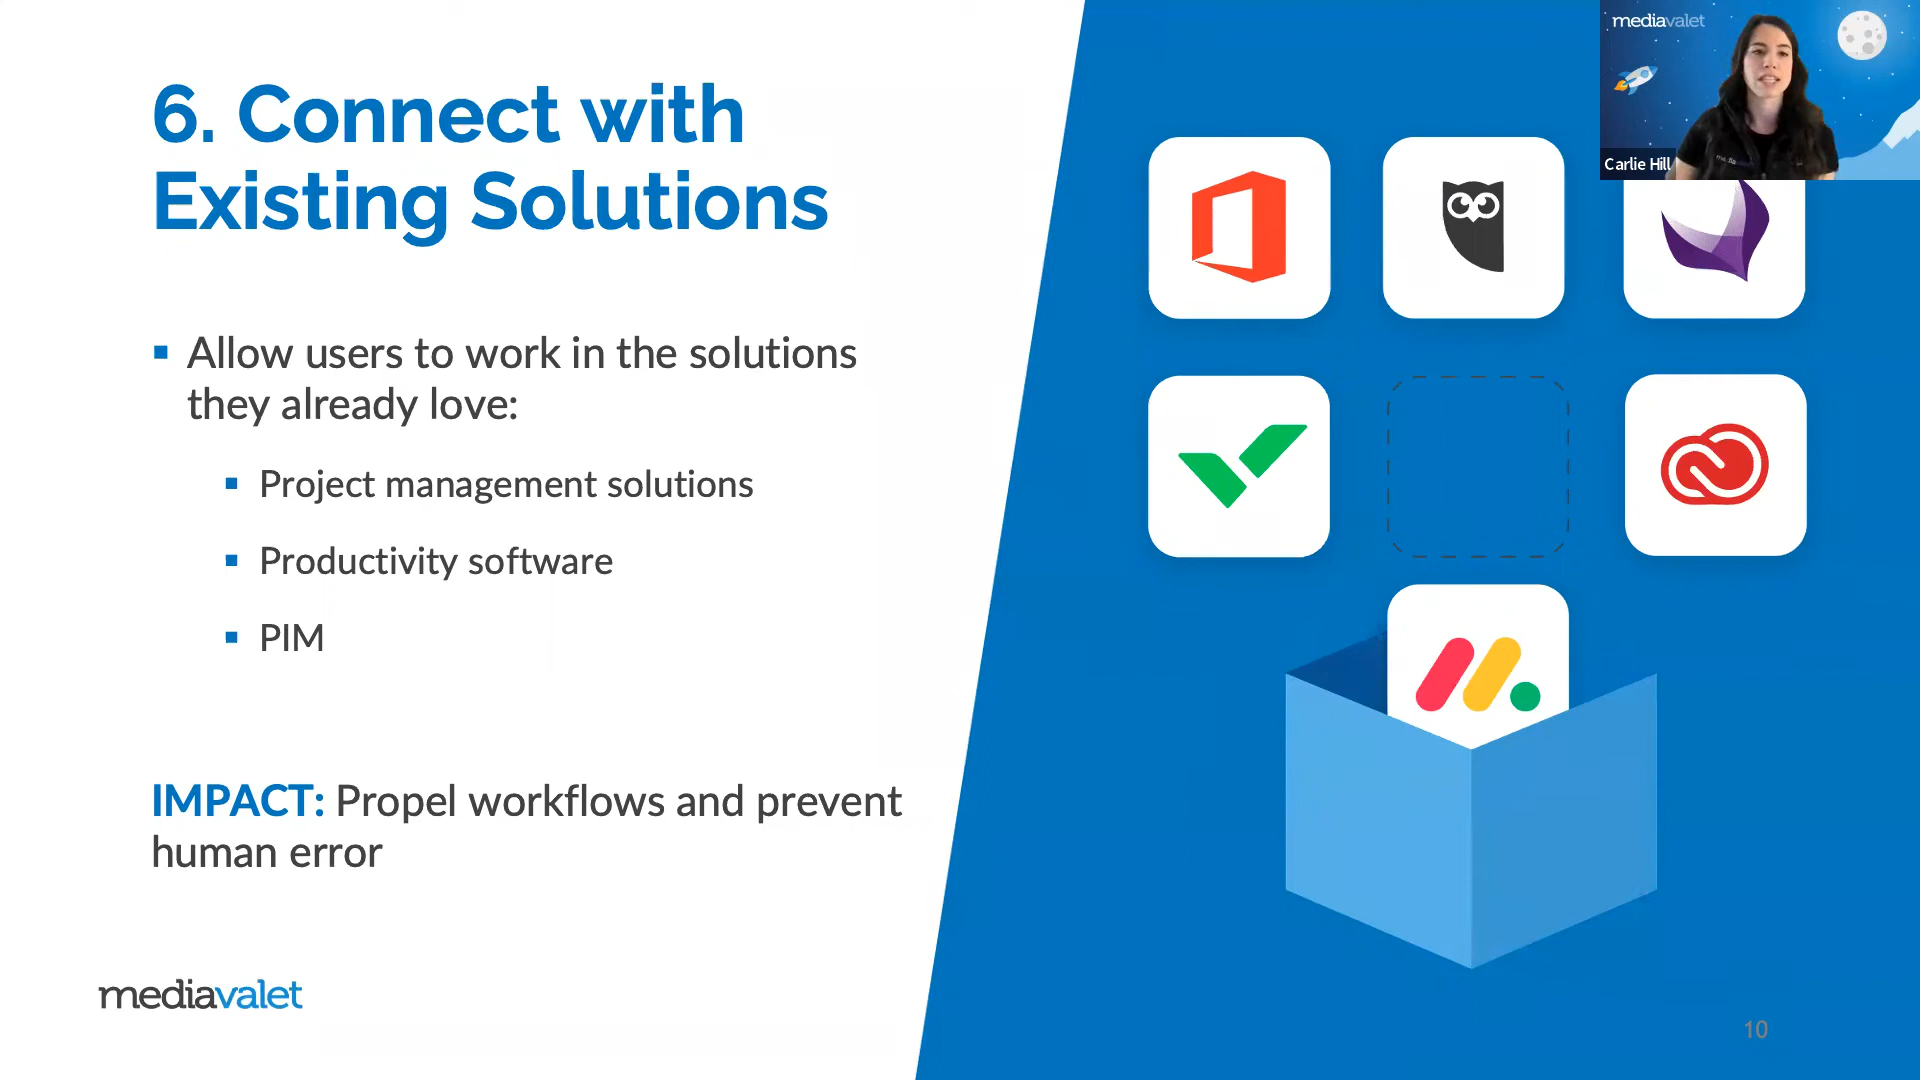 6. Connect with
Existing Solutions
Allow users to work in the solutions
they already love:
Project management solutions
Productivity software
PIM
IMPACT: Propel workflows and prevent
human error
mediavalet
mediavalet
Carlie Hill
10